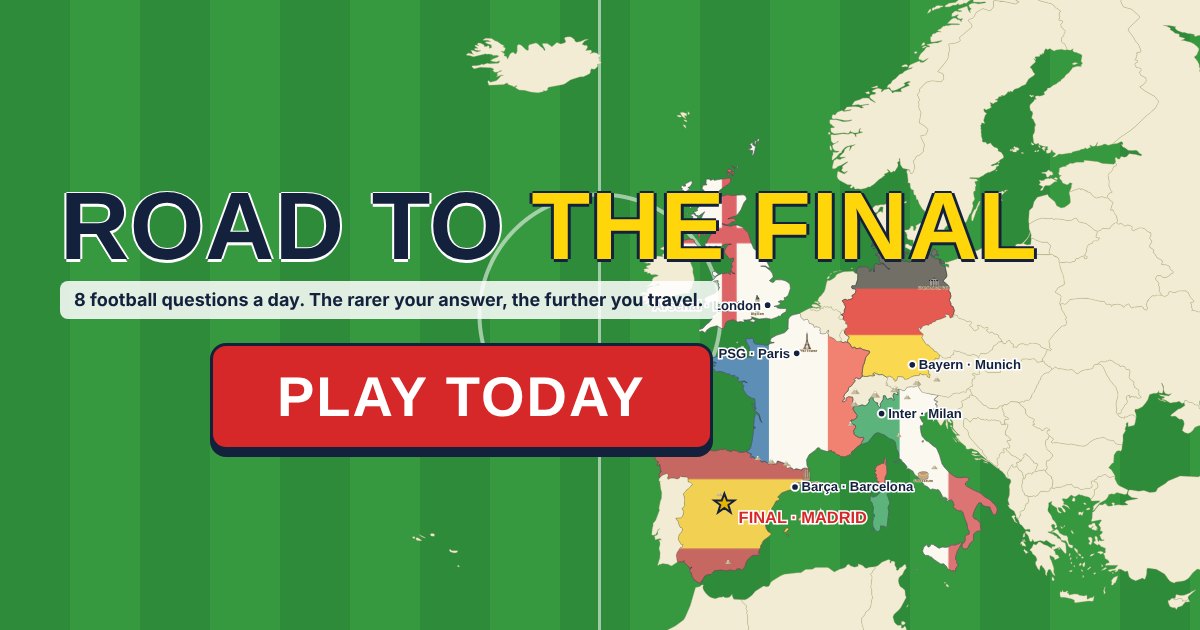 ROAD TO THE FINAL
8 football questions a day. The rarer your answer, the further you travel.
London
PSG · Paris
PLAY TODAY
Bayern · Munich
Inter · Milan
Barça · Barcelona
FINAL · MADRID